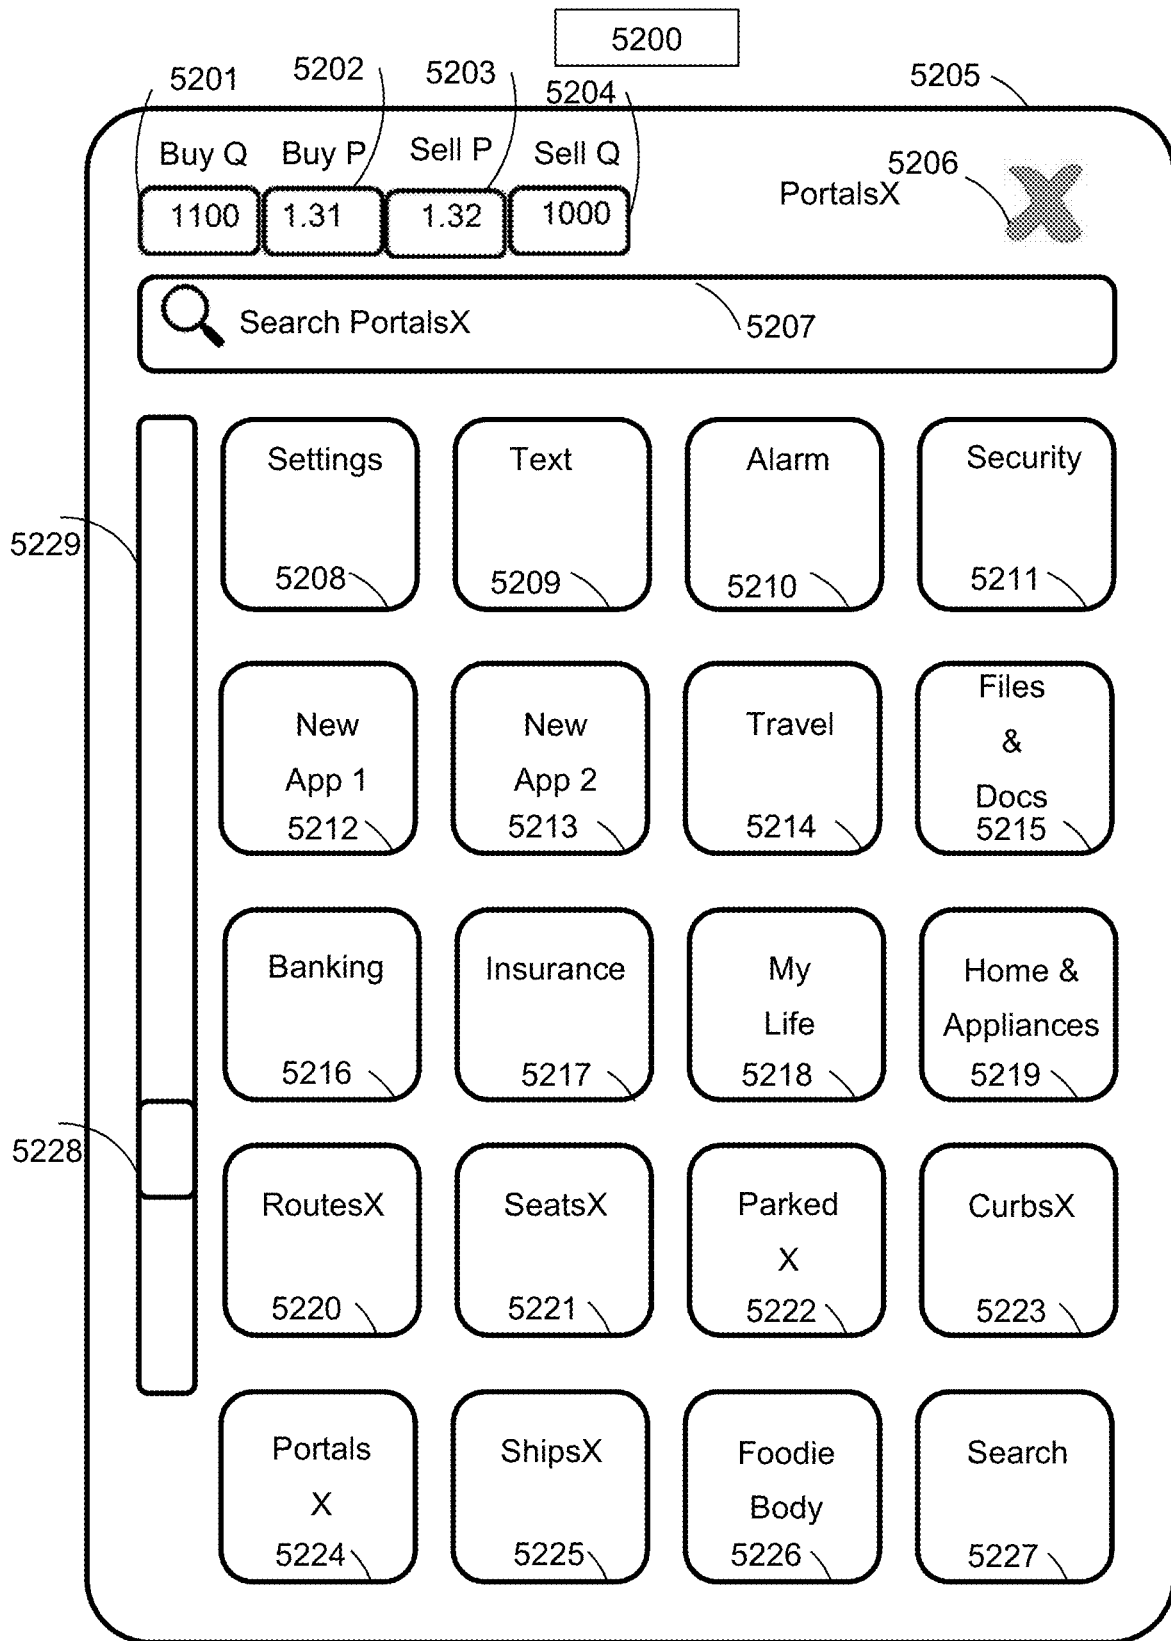 5200
5201 5202 5203 5204 5205
Buy Q Buy P Sell P Sell Q
1100 1.31 1.32 1000
PortalsX 5206
Search PortalsX 5207
5229
Settings Text Alarm Security
5208 5209 5210 5211
New New Travel Files
&
App 1 App 2 Docs
5212 5213 5214 5215
Banking Insurance My Home &
Life Appliances
5216 5217 5218 5219
5228
RoutesX SeatsX Parked CurbsX
X
5220 5221 5222 5223
Portals ShipsX Foodie Search
X Body
5224 5225 5226 5227